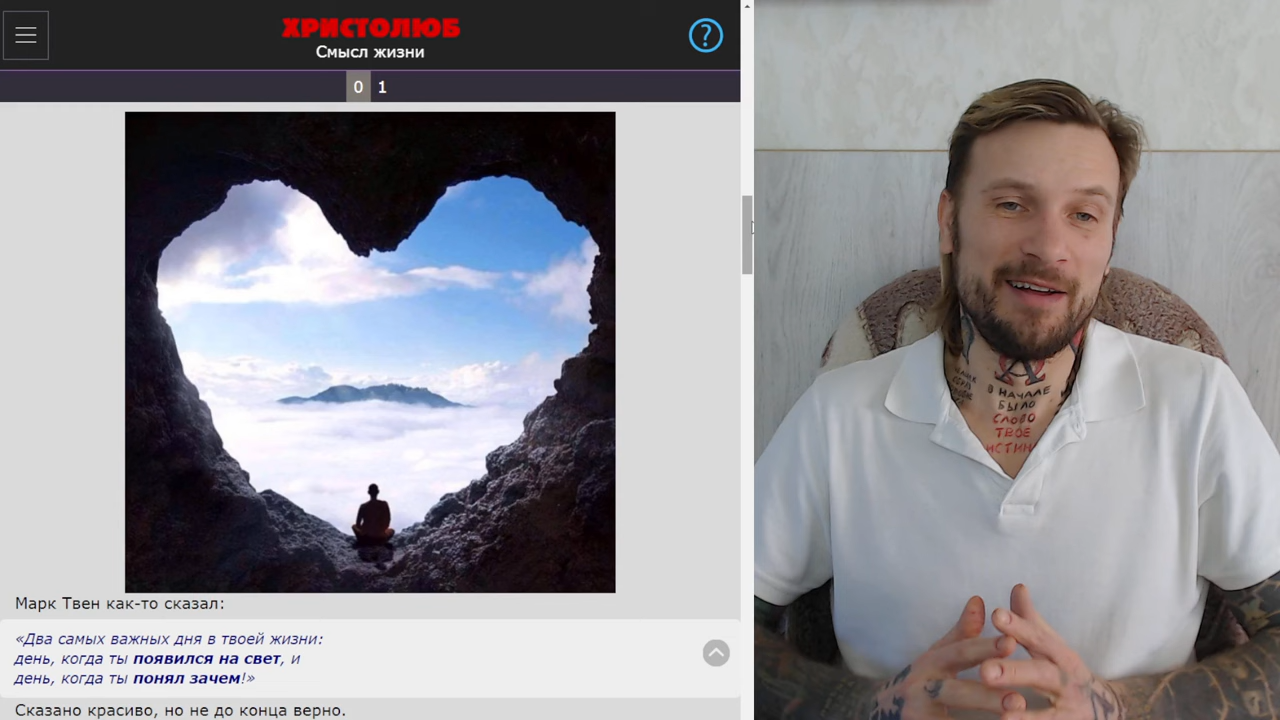 ХРИСТОЛЮБ
Смысл жизни
?
0 1
Марк Твен как-то сказал:
«Два самых важных дня в твоей жизни:
день, когда ты появился на свет, и
день, когда ты понял зачем!»
Сказано красиво, но не до конца верно.
В НАЧАЛЕ
БЫЛО
СЛОВО
ТВОЕ
ИСТИН